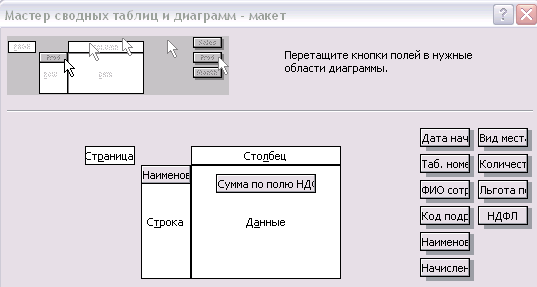 Мастер сводных таблиц и диаграмм - макет
Перетащите кнопки полей в нужные
области диаграммы.
Страница
Столбец
Наименов
Сумма по полю НДС
Строка
Данные
Дата нач
Вид мест
Таб. номе
Количест
ФИО сотр
Льгота по
Код подр
НДФЛ
Наименов
Начислен